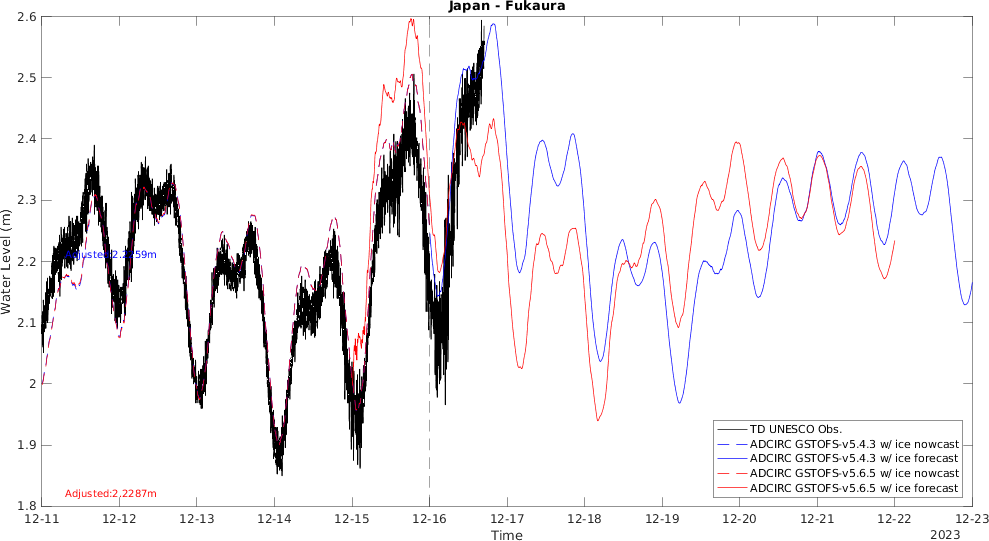 Japan - Fukaura
2.6
2.5
2.4
2.3
2.2
2.1
2
1.9
1.8
Water Level (m)
Adjusted:2.2759m
Adjusted:2.2287m
TD UNESCO Obs.
ADCIRC GSTOFS-v5.4.3 w/ ice nowcast
ADCIRC GSTOFS-v5.4.3 w/ ice forecast
ADCIRC GSTOFS-v5.6.5 w/ ice nowcast
ADCIRC GSTOFS-v5.6.5 w/ ice forecast
12-11 12-12 12-13 12-14 12-15 12-16 12-17 12-18 12-19 12-20 12-21 12-22 12-23
Time
2023